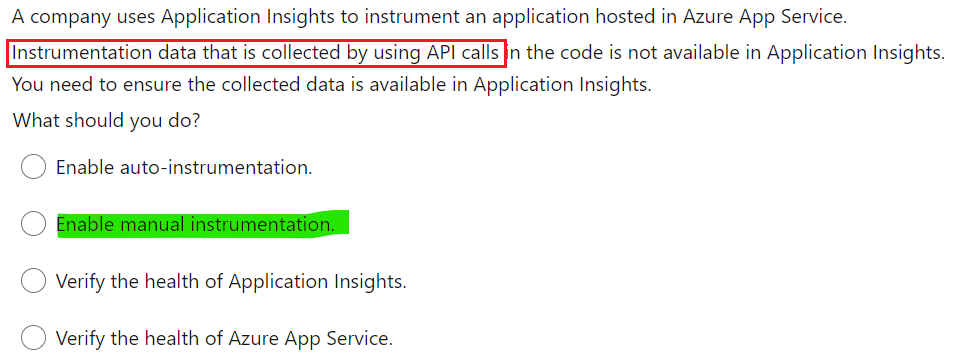 A company uses Application Insights to instrument an application hosted in Azure App Service.
Instrumentation data that is collected by using API calls in the code is not available in Application Insights.
You need to ensure the collected data is available in Application Insights.
What should you do?
Enable auto-instrumentation.
Enable manual instrumentation.
Verify the health of Application Insights.
Verify the health of Azure App Service.